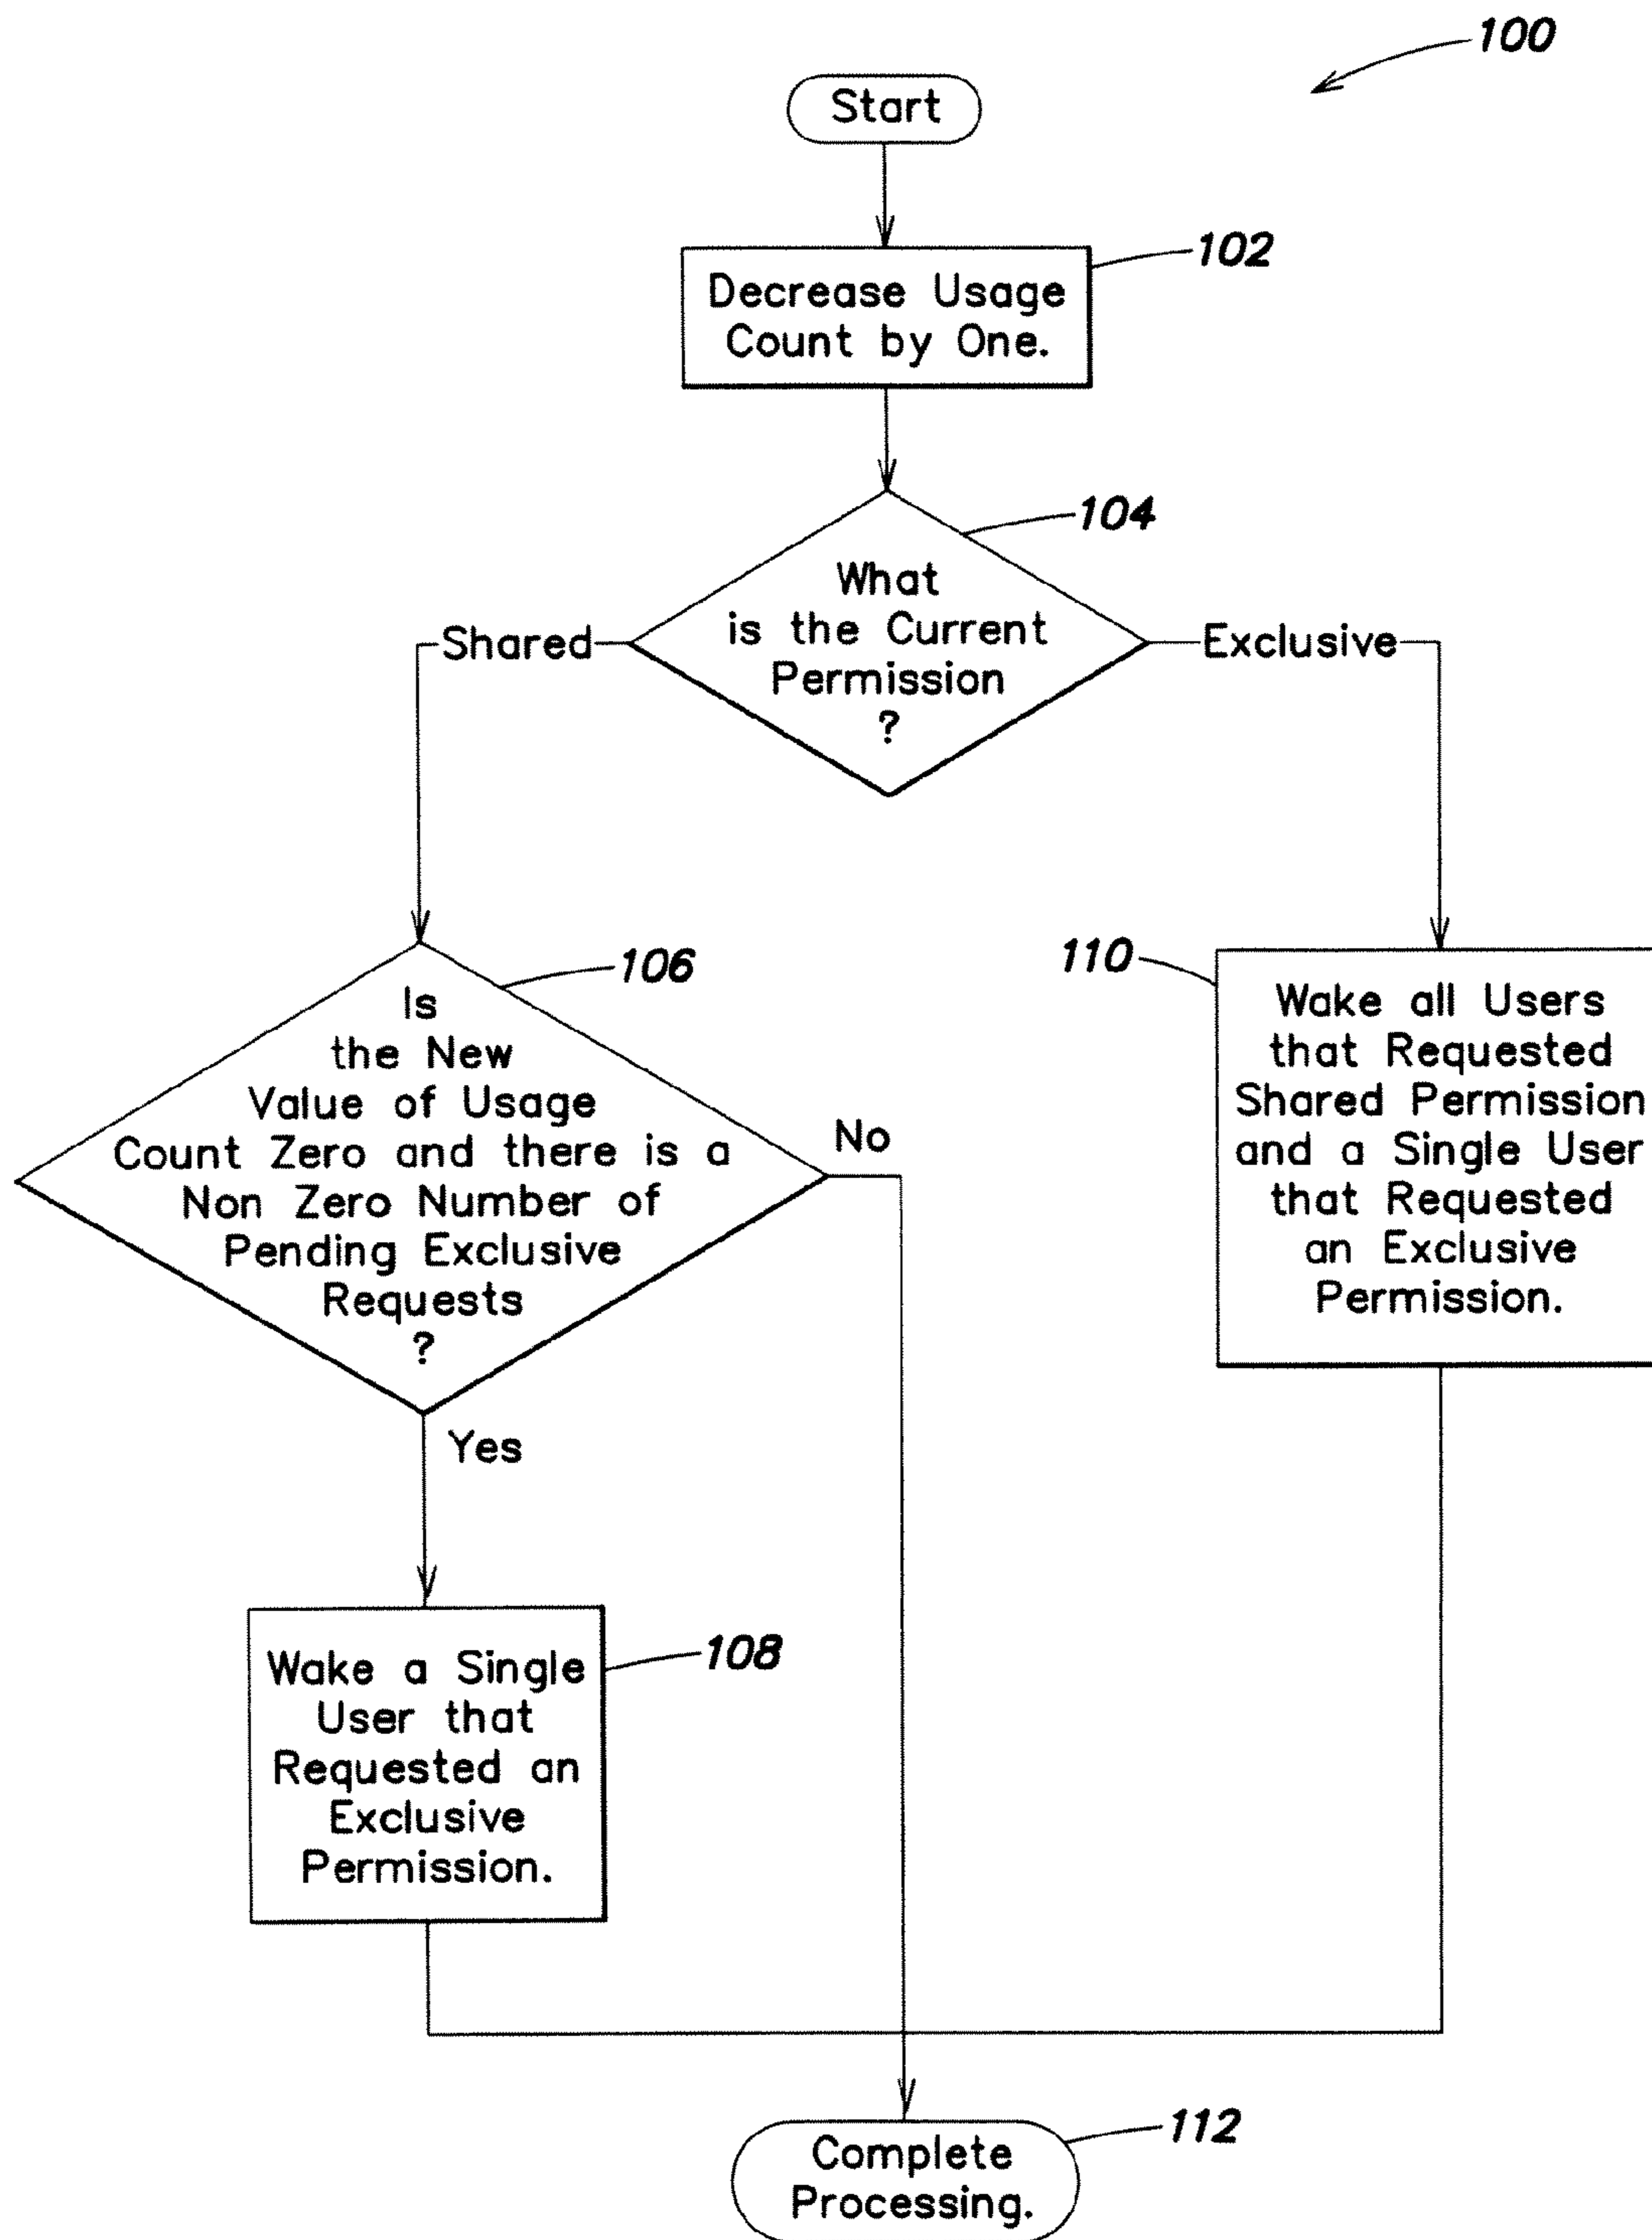 100
Start
102
Decrease Usage
Count by One.
104
What
is the Current
Permission
?
Shared
Exclusive
106
Is
the New
Value of Usage
Count Zero and there is a
Non Zero Number of
Pending Exclusive
Requests
?
No
Yes
110
Wake all Users
that Requested
Shared Permission
and a Single User
that Requested
an Exclusive
Permission.
108
Wake a Single
User that
Requested an
Exclusive
Permission.
112
Complete
Processing.